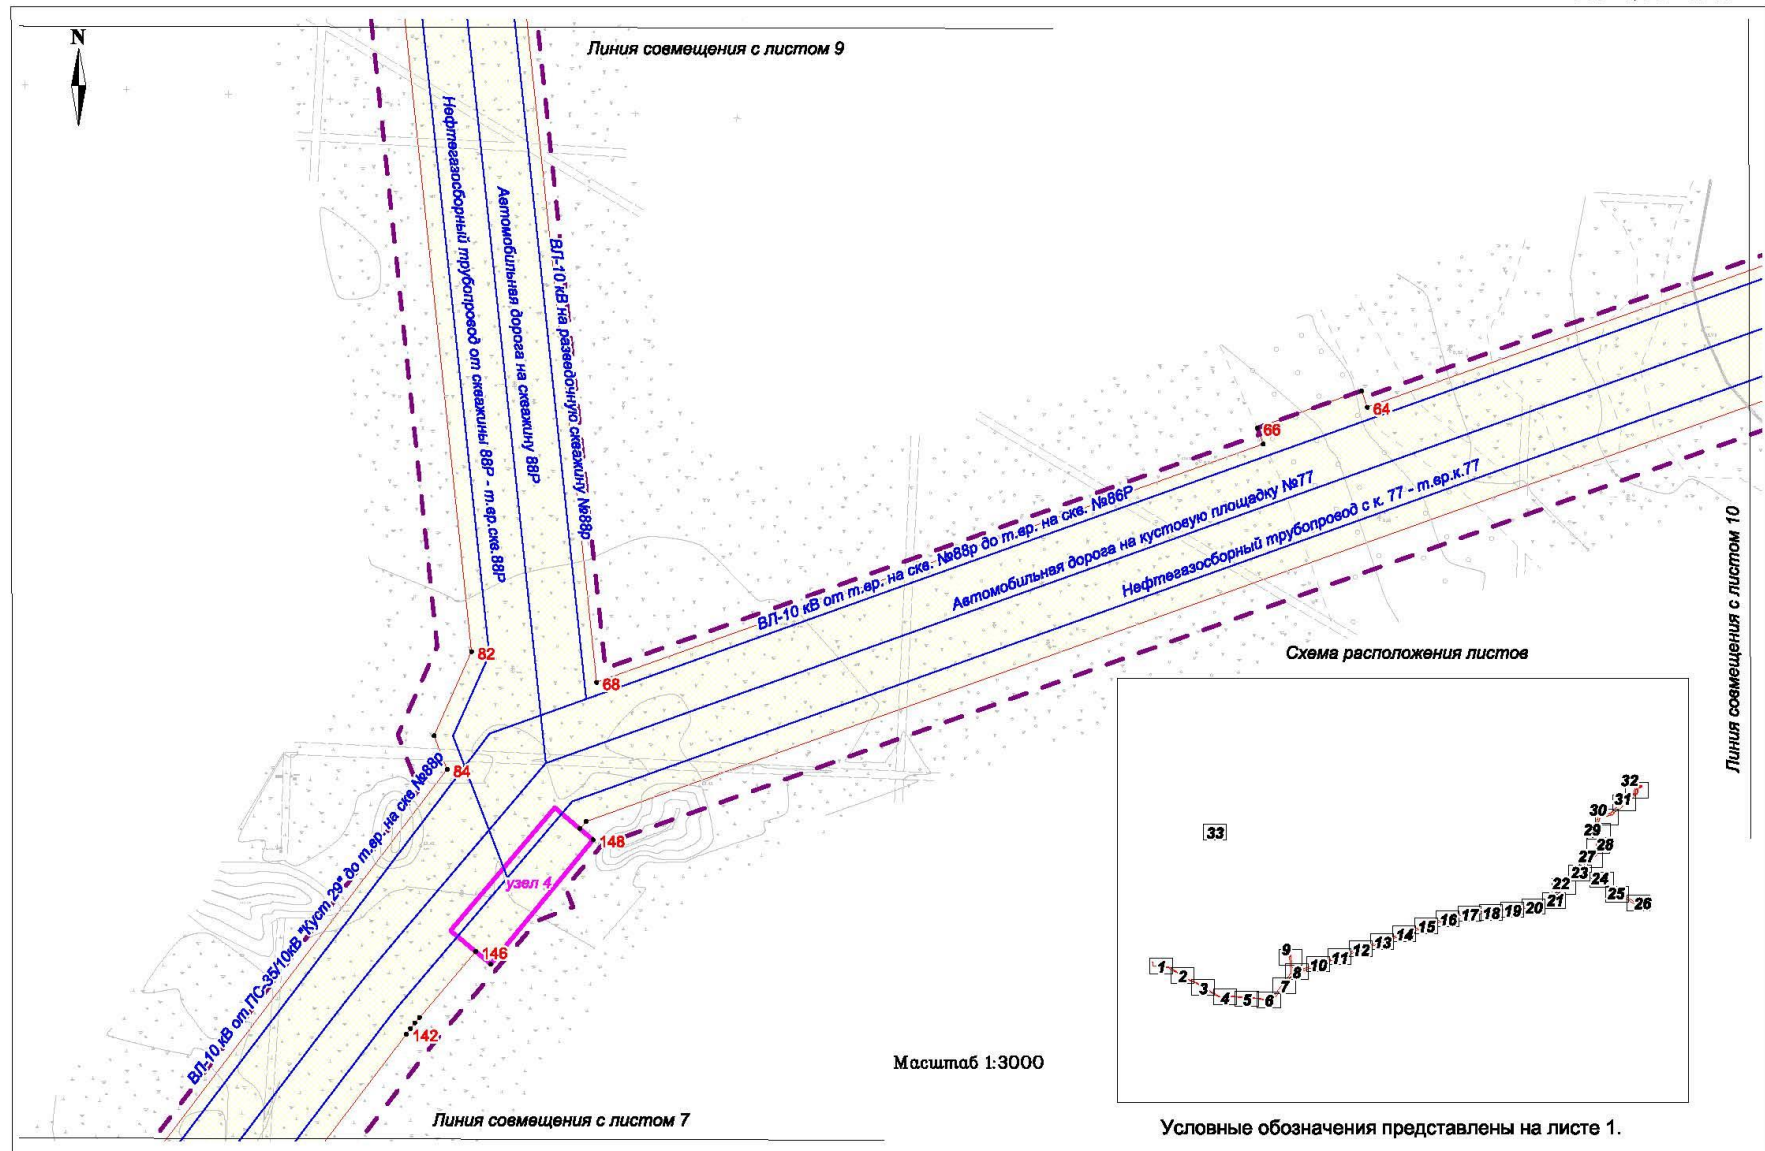 N
Линия совмещения с листом 9
Нефтегазосборный трубопровод от скважины 88Р - т.вр.скв.88Р
Автомобильная дорога на скважину 88Р
ВЛ-10 кВ на разведочную скважину №88р
64
66
ВЛ-10 кВ от т.вр. на скв. №88р до т.вр. на скв. №86Р
Автомобильная дорога на кустовую площадку №77
Нефтегазосборный трубопровод с к. 77 - т.вр.к.77
Линия совмещения с листом 10
82
68
84
148
узел 4
146
142
ВЛ-10 кВ от ПС-35/10кВ "Куст 29" до т.вр. на скв.№88р
Линия совмещения с листом 7
Масштаб 1:3000
Схема расположения листов
32
31
30
33
29
28
27
23
24
22
25
21
26
20
19
18
17
16
15
14
13
12
11
10
9
8
7
6
5
4
3
2
1
Условные обозначения представлены на листе 1.